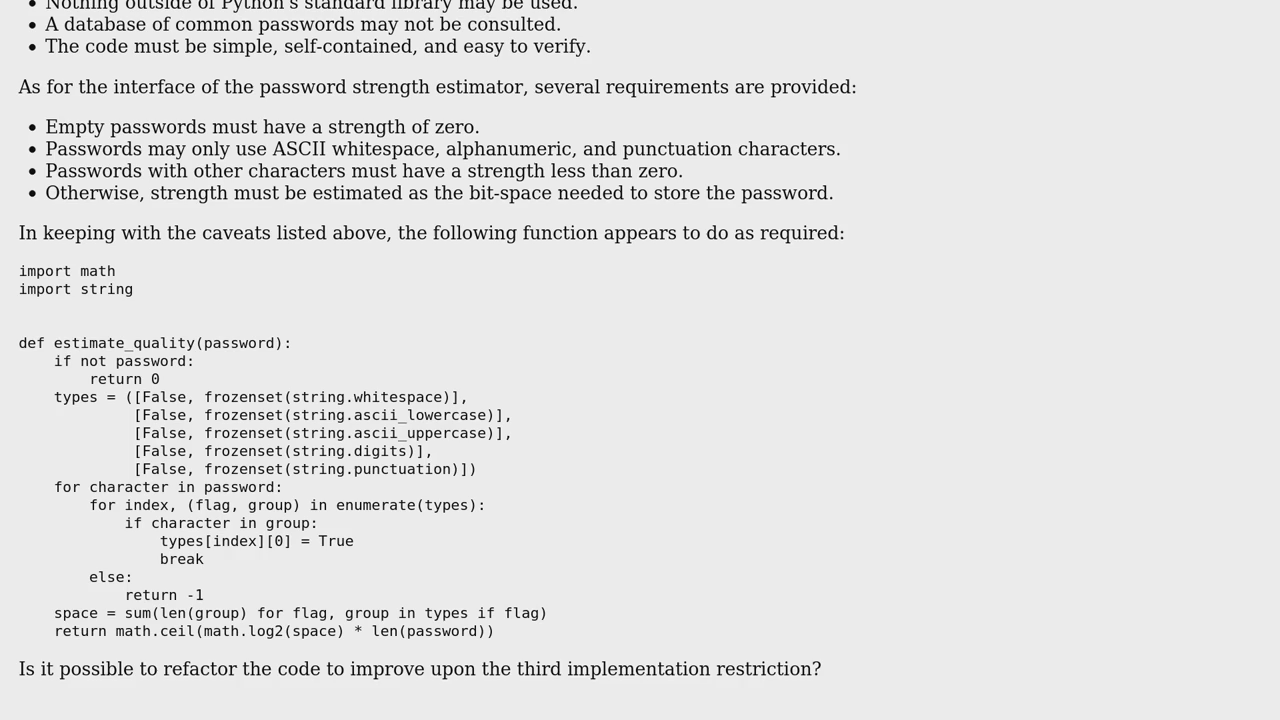 • Nothing outside of Python's standard library may be used.
• A database of common passwords may not be consulted.
• The code must be simple, self-contained, and easy to verify.
As for the interface of the password strength estimator, several requirements are provided:
• Empty passwords must have a strength of zero.
• Passwords may only use ASCII whitespace, alphanumeric, and punctuation characters.
• Passwords with other characters must have a strength less than zero.
• Otherwise, strength must be estimated as the bit-space needed to store the password.
In keeping with the caveats listed above, the following function appears to do as required:
import math
import string


def estimate_quality(password):
    if not password:
        return 0
    types = ([False, frozenset(string.whitespace)],
             [False, frozenset(string.ascii_lowercase)],
             [False, frozenset(string.ascii_uppercase)],
             [False, frozenset(string.digits)],
             [False, frozenset(string.punctuation)])
    for character in password:
        for index, (flag, group) in enumerate(types):
            if character in group:
                types[index][0] = True
                break
        else:
            return -1
    space = sum(len(group) for flag, group in types if flag)
    return math.ceil(math.log2(space) * len(password))
Is it possible to refactor the code to improve upon the third implementation restriction?